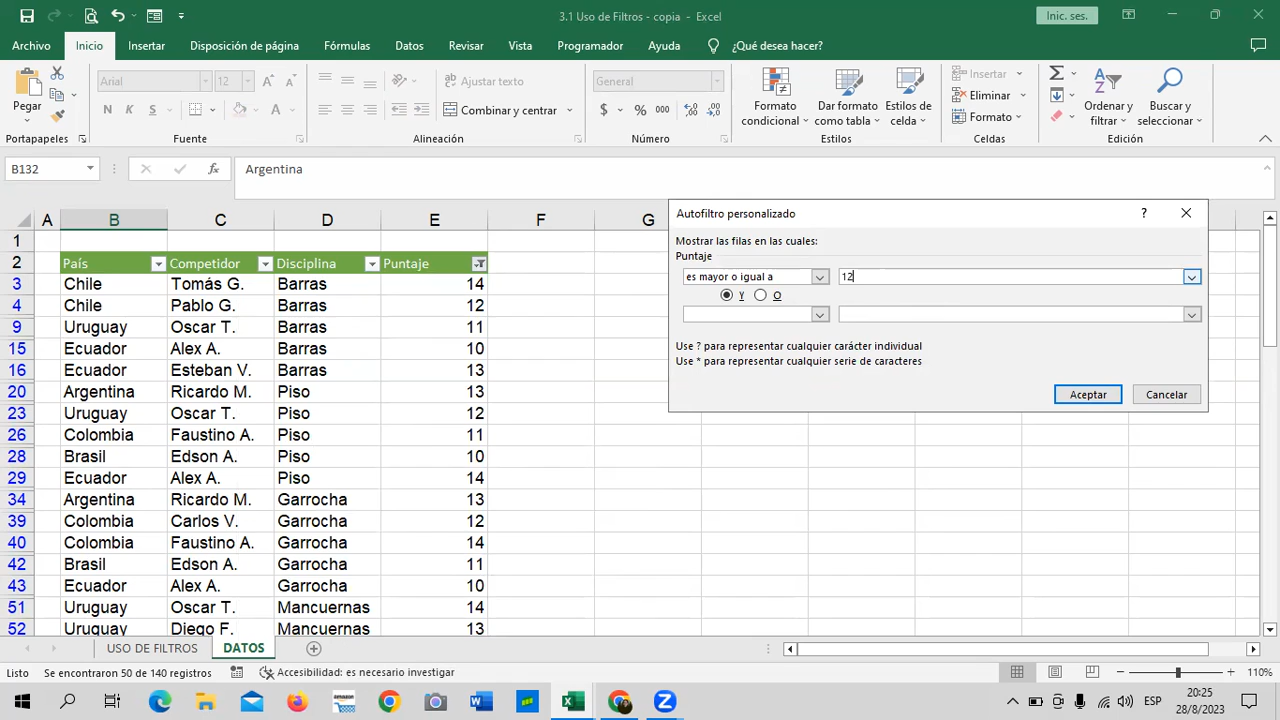 3.1 Uso de Filtros - copia - Excel
Inic. ses.
Archivo Inicio Insertar Disposición de página Fórmulas Datos Revisar Vista Programador Ayuda ¿Qué desea hacer?
Pegar
Arial 12
N K S
A A
Ajustar texto
Combinar y centrar
General
$ % 000
Formato condicional
Dar formato como tabla
Estilos de celda
Insertar
Eliminar
Formato
Ordenar y filtrar
Buscar y seleccionar
Portapapeles Fuente Alineación Número Estilos Celdas Edición
B132 fx Argentina
A B C D E F G
1
2 País Competidor Disciplina Puntaje
3 Chile Tomás G. Barras 14
4 Chile Pablo G. Barras 13
9 Uruguay Oscar T. Barras 11
15 Ecuador Alex A. Barras 10
16 Ecuador Esteban V. Barras 13
20 Argentina Ricardo M. Piso 13
23 Uruguay Oscar T. Piso 12
26 Colombia Faustino A. Piso 11
28 Brasil Edson A. Piso 10
29 Ecuador Alex A. Piso 14
34 Argentina Ricardo M. Garrocha 13
39 Colombia Carlos V. Garrocha 12
40 Colombia Faustino A. Garrocha 14
42 Brasil Edson A. Garrocha 11
43 Ecuador Alex A. Garrocha 10
51 Uruguay Oscar T. Mancuernas 14
52 Uruguay Diego F. Mancuernas 13
Autofiltro personalizado ?
Mostrar las filas en las cuales:
Puntaje
es mayor o igual a 12
Y O
Use ? para representar cualquier carácter individual
Use * para representar cualquier serie de caracteres
Aceptar Cancelar
USO DE FILTROS DATOS
Listo Se encontraron 50 de 140 registros Accesibilidad: es necesario investigar 110%
ESP
20:25
28/8/2023